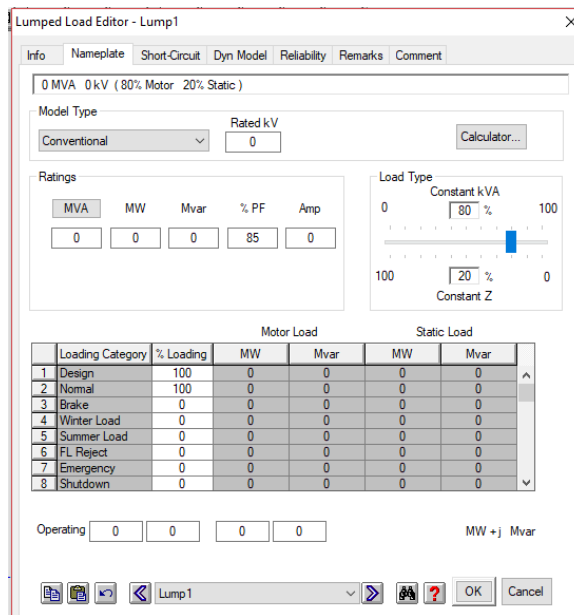 Lumped Load Editor - Lump1
Info Nameplate Short-Circuit Dyn Model Reliability Remarks Comment
0 MVA 0 kV ( 80% Motor 20% Static )
Model Type
Conventional
Rated kV
0
Calculator...
Ratings
MVA MW Mvar % PF Amp
0 0 0 85 0
Load Type
Constant kVA
0 80 % 100
100 20 % 0
Constant Z
Motor Load Static Load
Loading Category % Loading MW Mvar MW Mvar
1 Design 100 0 0 0 0
2 Normal 100 0 0 0 0
3 Brake 0 0 0 0 0
4 Winter Load 0 0 0 0 0
5 Summer Load 0 0 0 0 0
6 FL Reject 0 0 0 0 0
7 Emergency 0 0 0 0 0
8 Shutdown 0 0 0 0 0
Operating 0 0 0 0 MW + j Mvar
Lump1 ? OK Cancel